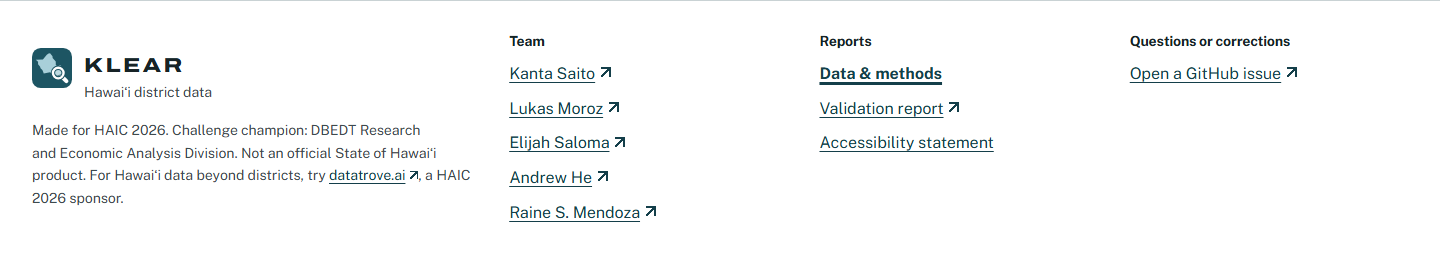 KLEAR
Hawaiʻi district data
Made for HAIC 2026. Challenge champion: DBEDT Research
and Economic Analysis Division. Not an official State of Hawaiʻi
product. For Hawaiʻi data beyond districts, try datatrove.ai, a HAIC
2026 sponsor.
Team
Kanta Saito
Lukas Moroz
Elijah Saloma
Andrew He
Raine S. Mendoza
Reports
Data & methods
Validation report
Accessibility statement
Questions or corrections
Open a GitHub issue